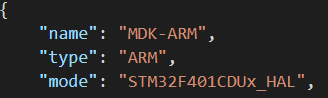 {
"name": "MDK-ARM",
"type": "ARM",
"mode": "STM32F401CDUx_HAL",